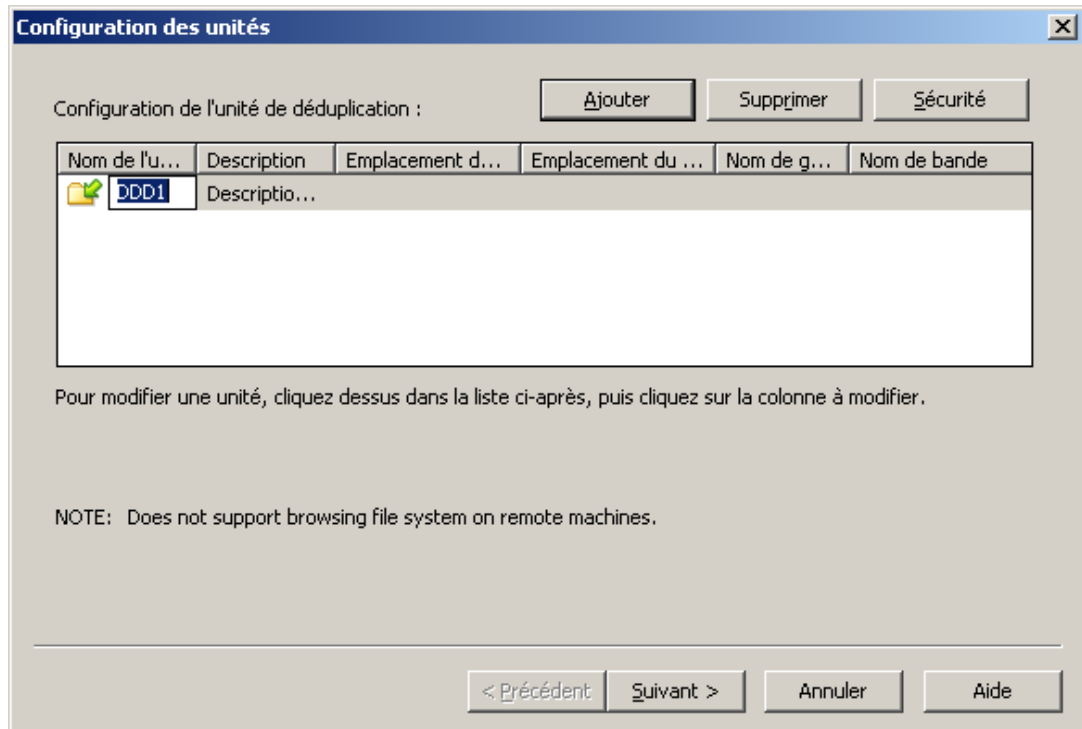 Configuration des unités
Configuration de l'unité de déduplication :
Ajouter
Supprimer
Sécurité
Nom de l'u... Description Emplacement d... Emplacement du ... Nom de g... Nom de bande
DDD1 Descriptio...
Pour modifier une unité, cliquez dessus dans la liste ci-après, puis cliquez sur la colonne à modifier.
NOTE: Does not support browsing file system on remote machines.
< Précédent
Suivant >
Annuler
Aide